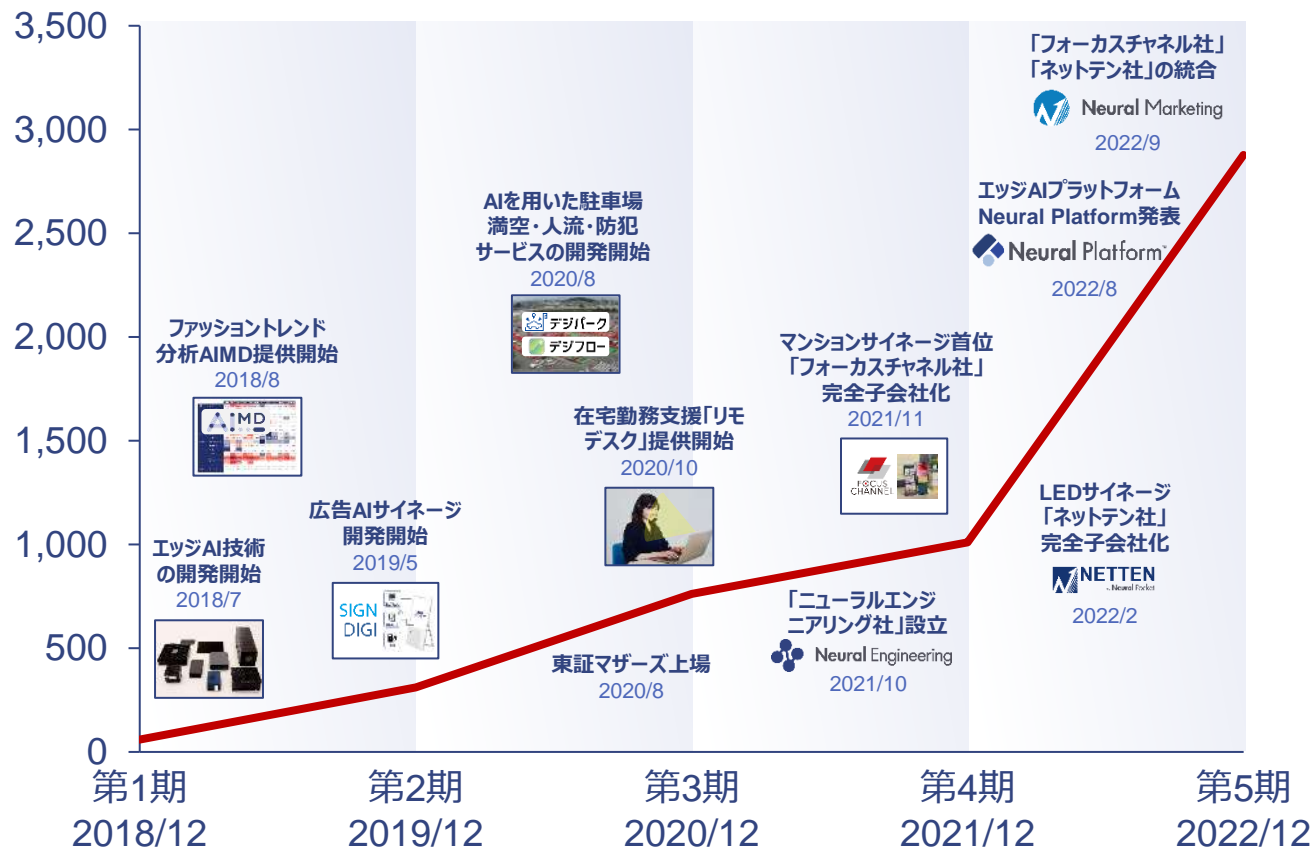 3,500
3,000
2,500
2,000
1,500
1,000
500
0
エッジAI技術
の開発開始
2018/7
ファッショントレンド
分析AIMD提供開始
2018/8
AiMD
広告AIサイネージ
開発開始
2019/5
SIGN
DIGI
AIを用いた駐車場
満空・人流・防犯
サービスの開発開始
2020/8
デジパーク
デジフロー
在宅勤務支援「リモ
デスク」提供開始
2020/10
東証マザーズ上場
2020/8
マンションサイネージ首位
「フォーカスチャネル社」
完全子会社化
2021/11
FOCUS
CHANNEL
「ニューラルエンジ
ニアリング社」設立
Neural Engineering
2021/10
「フォーカスチャネル社」
「ネットテン社」の統合
Neural Marketing
2022/9
エッジAIプラットフォーム
Neural Platform発表
Neural Platform™
2022/8
LEDサイネージ
「ネットテン社」
完全子会社化
NETTEN
by Neural Pocket
2022/2
第1期
2018/12
第2期
2019/12
第3期
2020/12
第4期
2021/12
第5期
2022/12